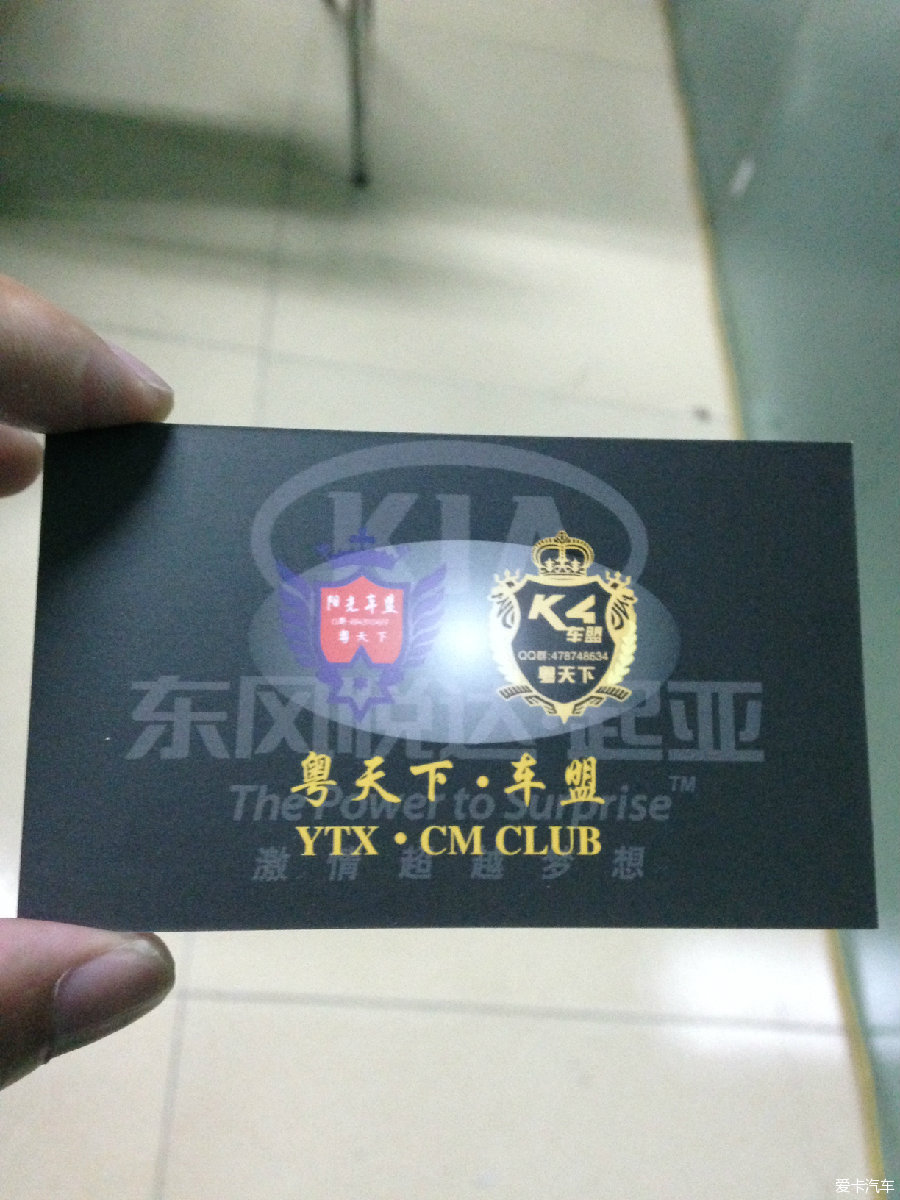 KIA
阳光车盟
粤天下
K4
车盟
QQ群:478748634
粤天下
东风悦达起亚
粤天下·车盟
The Power to Surprise™
YTX·CM CLUB
激情超越梦想
爱卡汽车